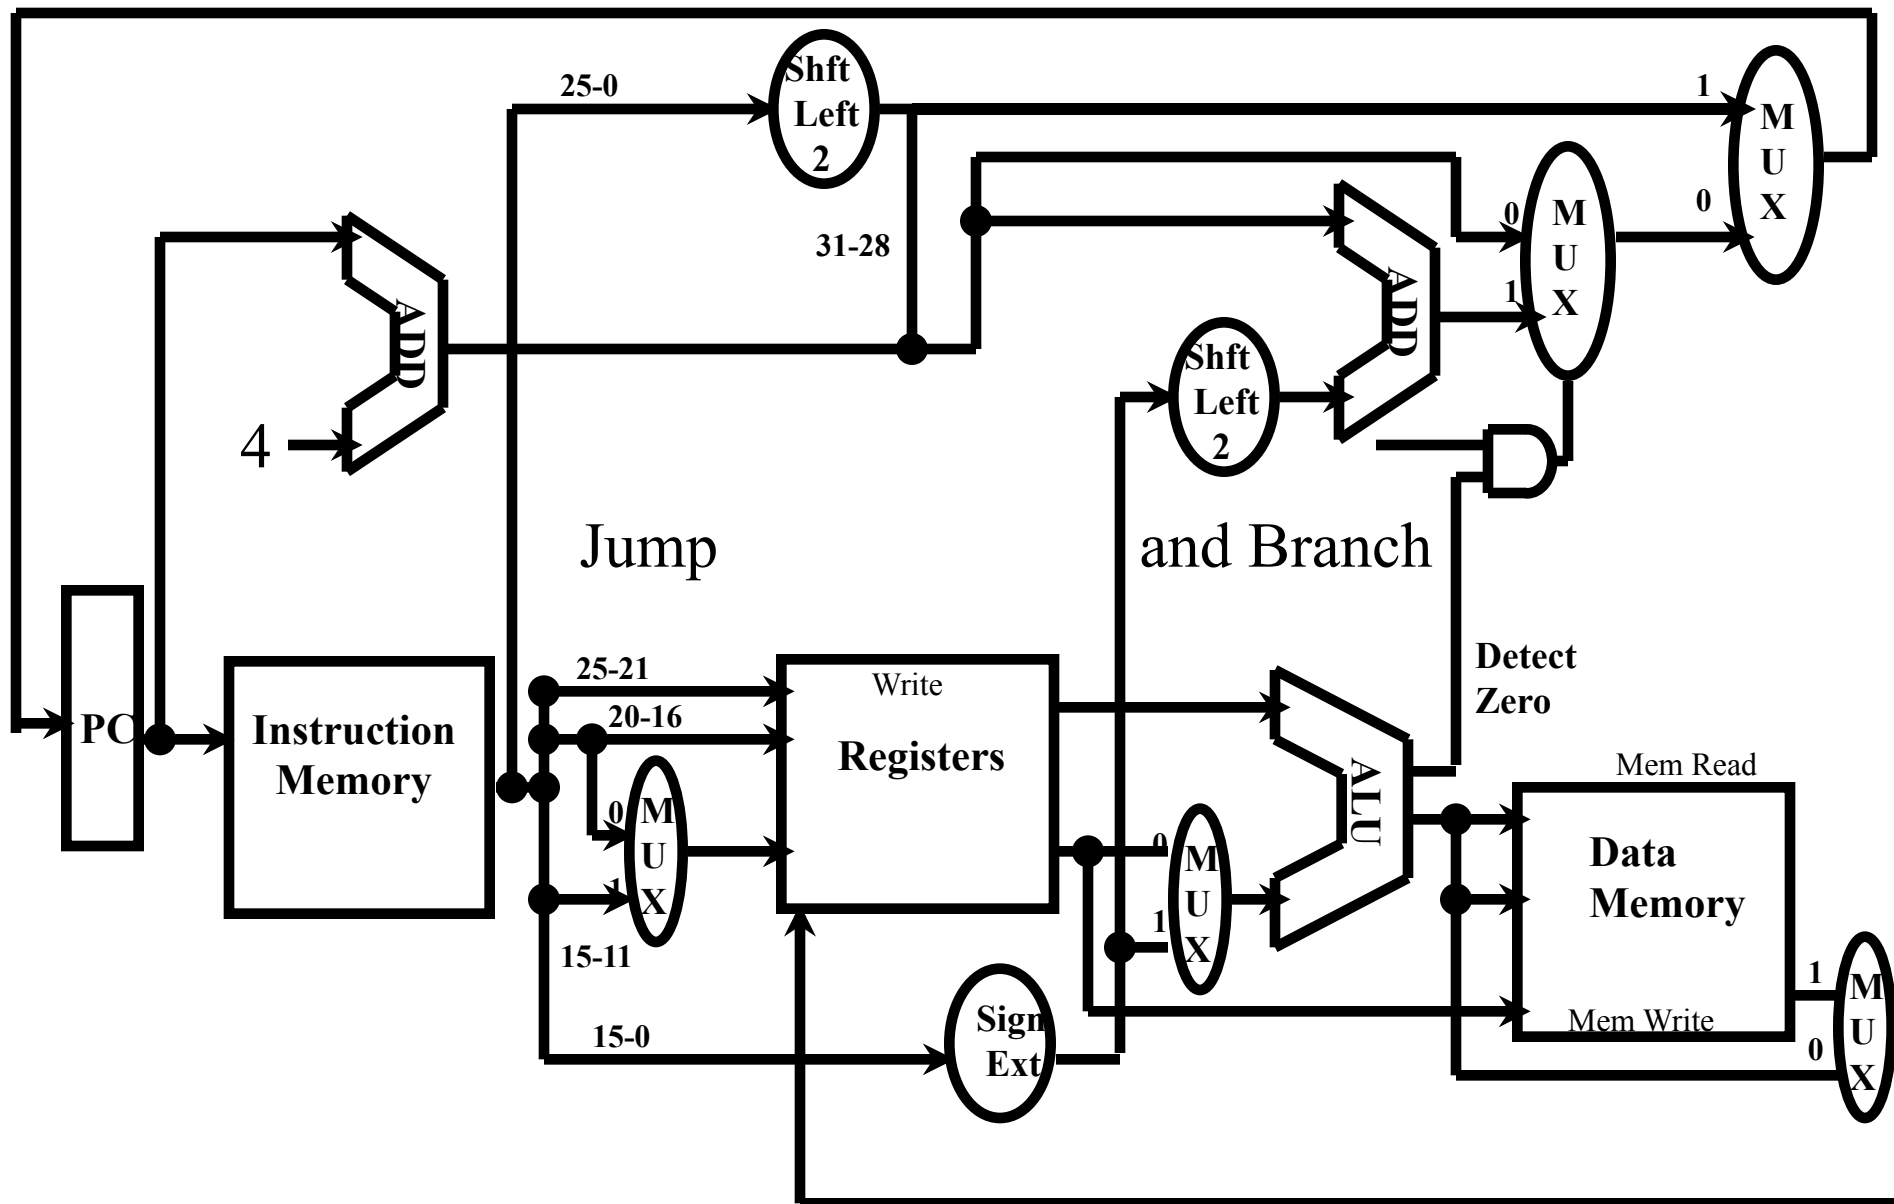 25-0
Shft
Left
2
1
M
U
X
0
31-28
0
M
U
X
1
ADD
ADD
Shft
Left
2
4
Jump and Branch
PC
Instruction
Memory
25-21
20-16
Write
Registers
0
M
U
X
1
15-11
15-0
Sign
Ext
0
M
U
X
1
ALU
Detect
Zero
Mem Read
Data
Memory
Mem Write
1
M
U
X
0